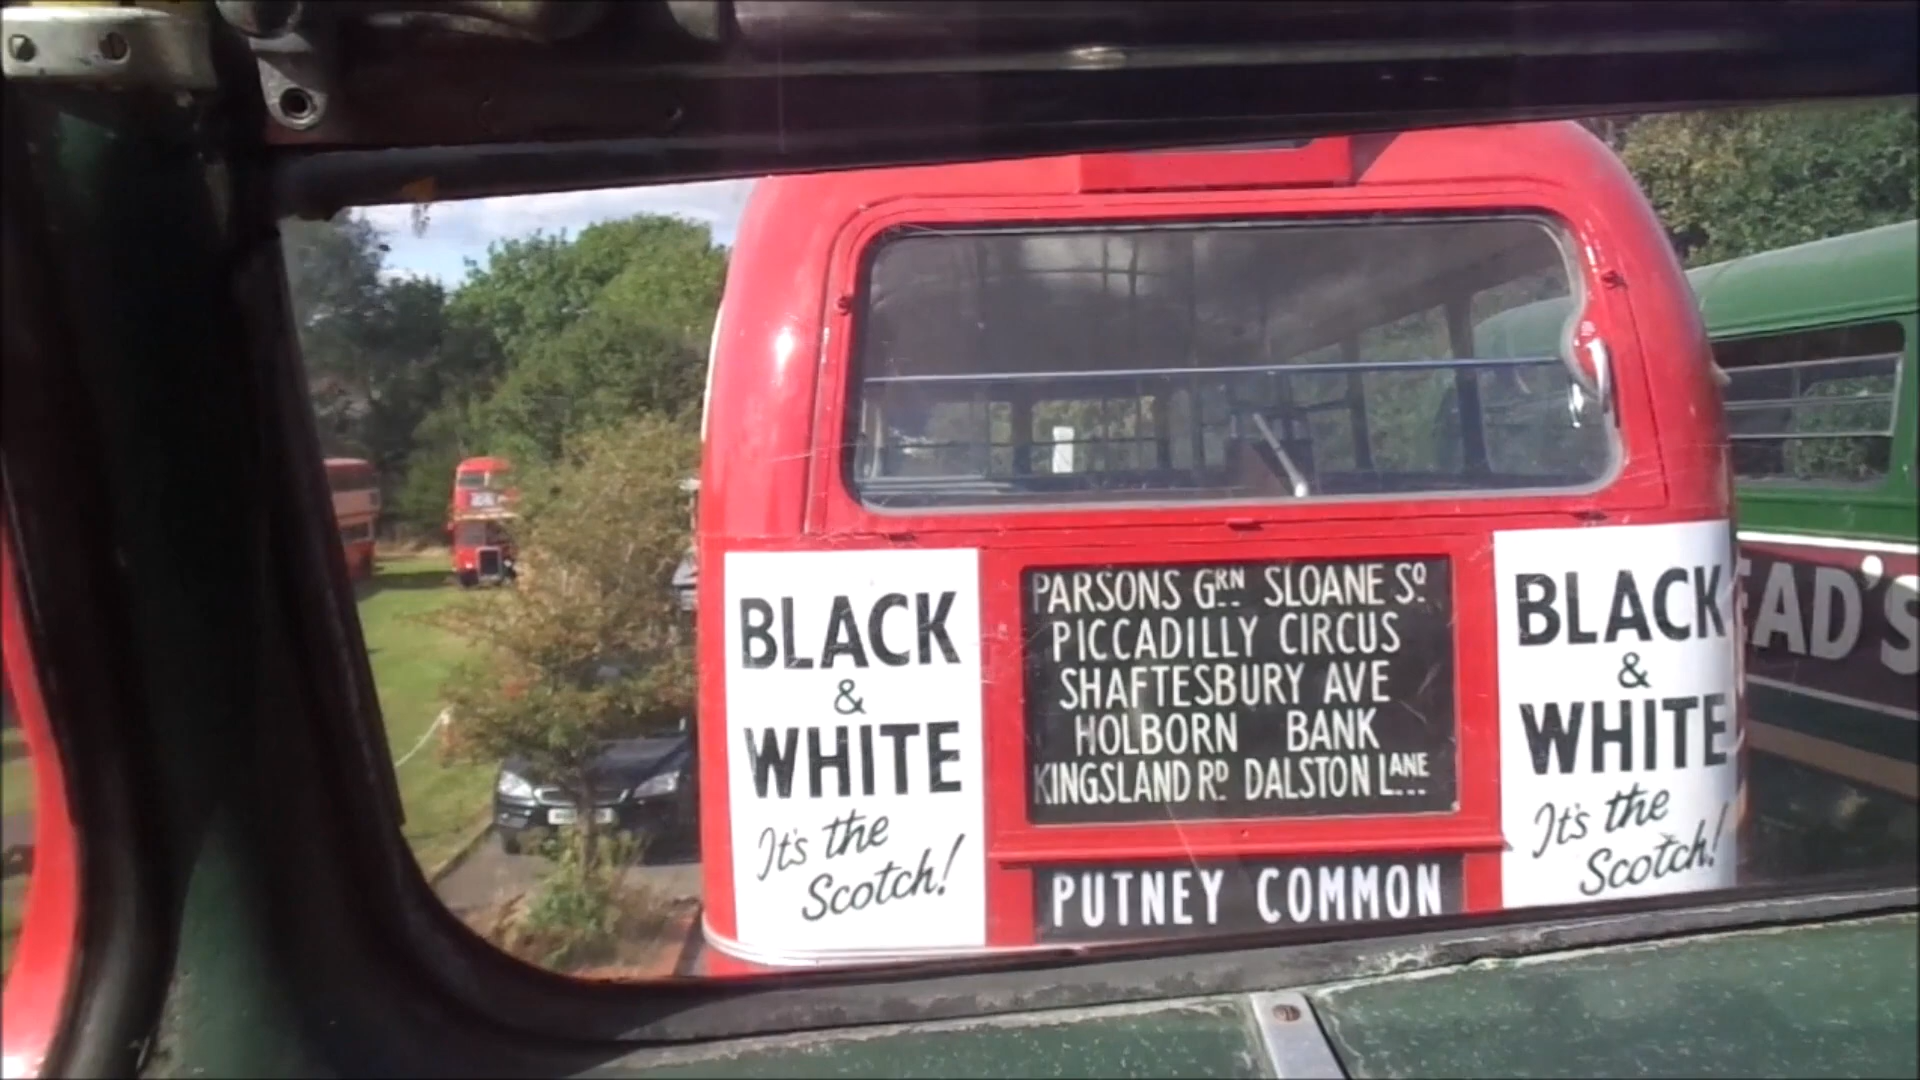 BLACK
&
WHITE
It's the
Scotch!
PARSONS GRN SLOANE SQ
PICCADILLY CIRCUS
SHAFTESBURY AVE
HOLBORN BANK
KINGSLAND RD DALSTON LANE
PUTNEY COMMON
BLACK
&
WHITE
It's the
Scotch!